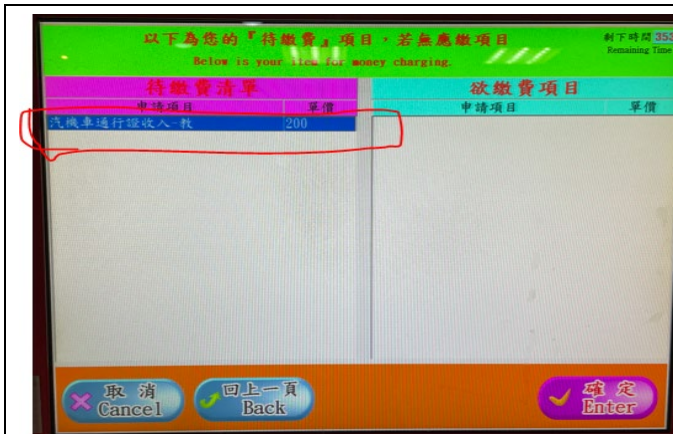 以下為您的『待繳費』項目，若無應繳項目
剩下時間 353
Remaining Time
Below is your item for money charging.
待繳費清單
欲繳費項目
申請項目 單價
申請項目 單價
汽機車通行證收入-教 200
取消
Cancel
回上一頁
Back
確定
Enter